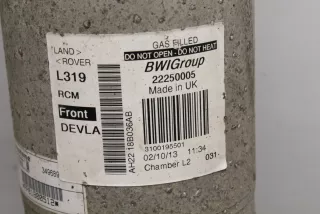 LAND
ROVER
L319
RCM
Front
DEVLA
GAS FILLED
DO NOT OPEN - DO NOT HEAT
BWIGroup
22250005
Made in UK
AH22 18B036AB
3100195501
02/10/13 11:34
Chamber L2 031
349889